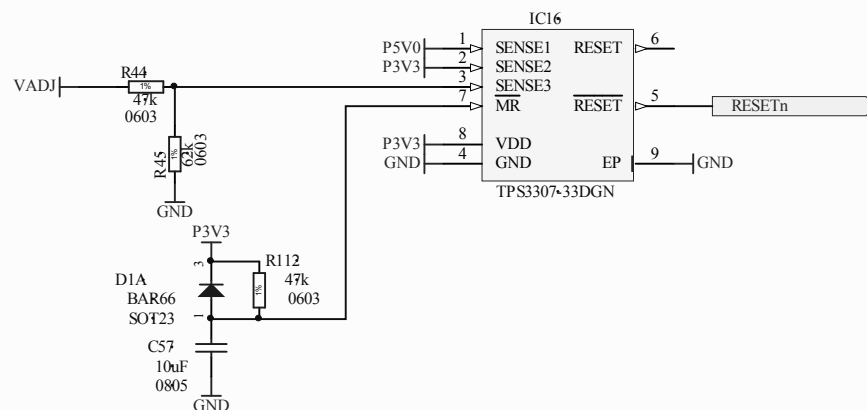 IC16
P5V0 1 SENSE1 RESET 6
P3V3 2 SENSE2
VADJ R44 1% 47k 0603 3 SENSE3
7 MR RESET 5 RESETn
R45 1% 62k 0603
GND
P3V3 8 VDD
GND 4 GND EP 9 GND
TPS3307-33DGN
P3V3
3
R112
1%
47k
0603
D1A
BAR66
SOT23
1
C57
10uF
0805
GND